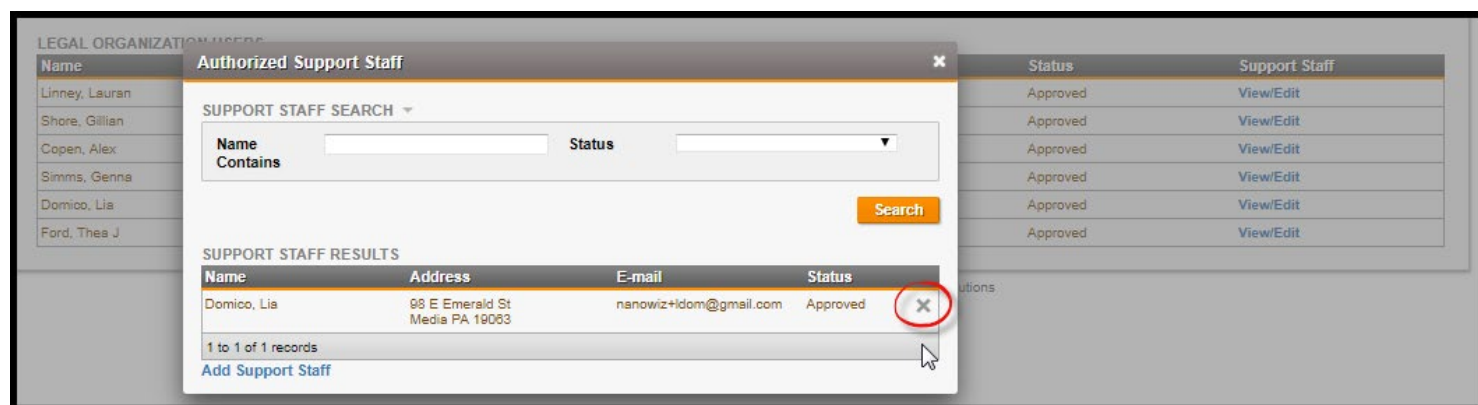 LEGAL ORGANIZATION USERS
Name Status Support Staff
Linney, Lauran Approved View/Edit
Shore, Gillian Approved View/Edit
Copen, Alex Approved View/Edit
Simms, Genna Approved View/Edit
Domico, Lia Approved View/Edit
Ford, Thea J Approved View/Edit
utions
Authorized Support Staff
SUPPORT STAFF SEARCH
Name Contains Status
Search
SUPPORT STAFF RESULTS
Name Address E-mail Status
Domico, Lia 98 E Emerald St nanowiz+ldom@gmail.com Approved
Media PA 19063
1 to 1 of 1 records
Add Support Staff